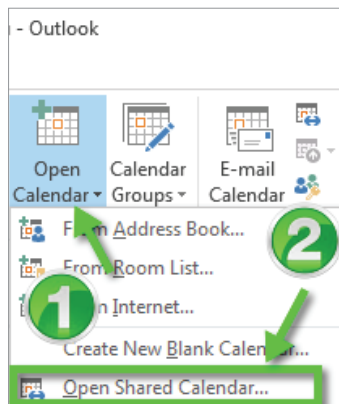 - Outlook
Open Calendar
Calendar Groups
E-mail Calendar
From Address Book...
From Room List...
Internet...
Create New Blank Calendar...
Open Shared Calendar...
1
2